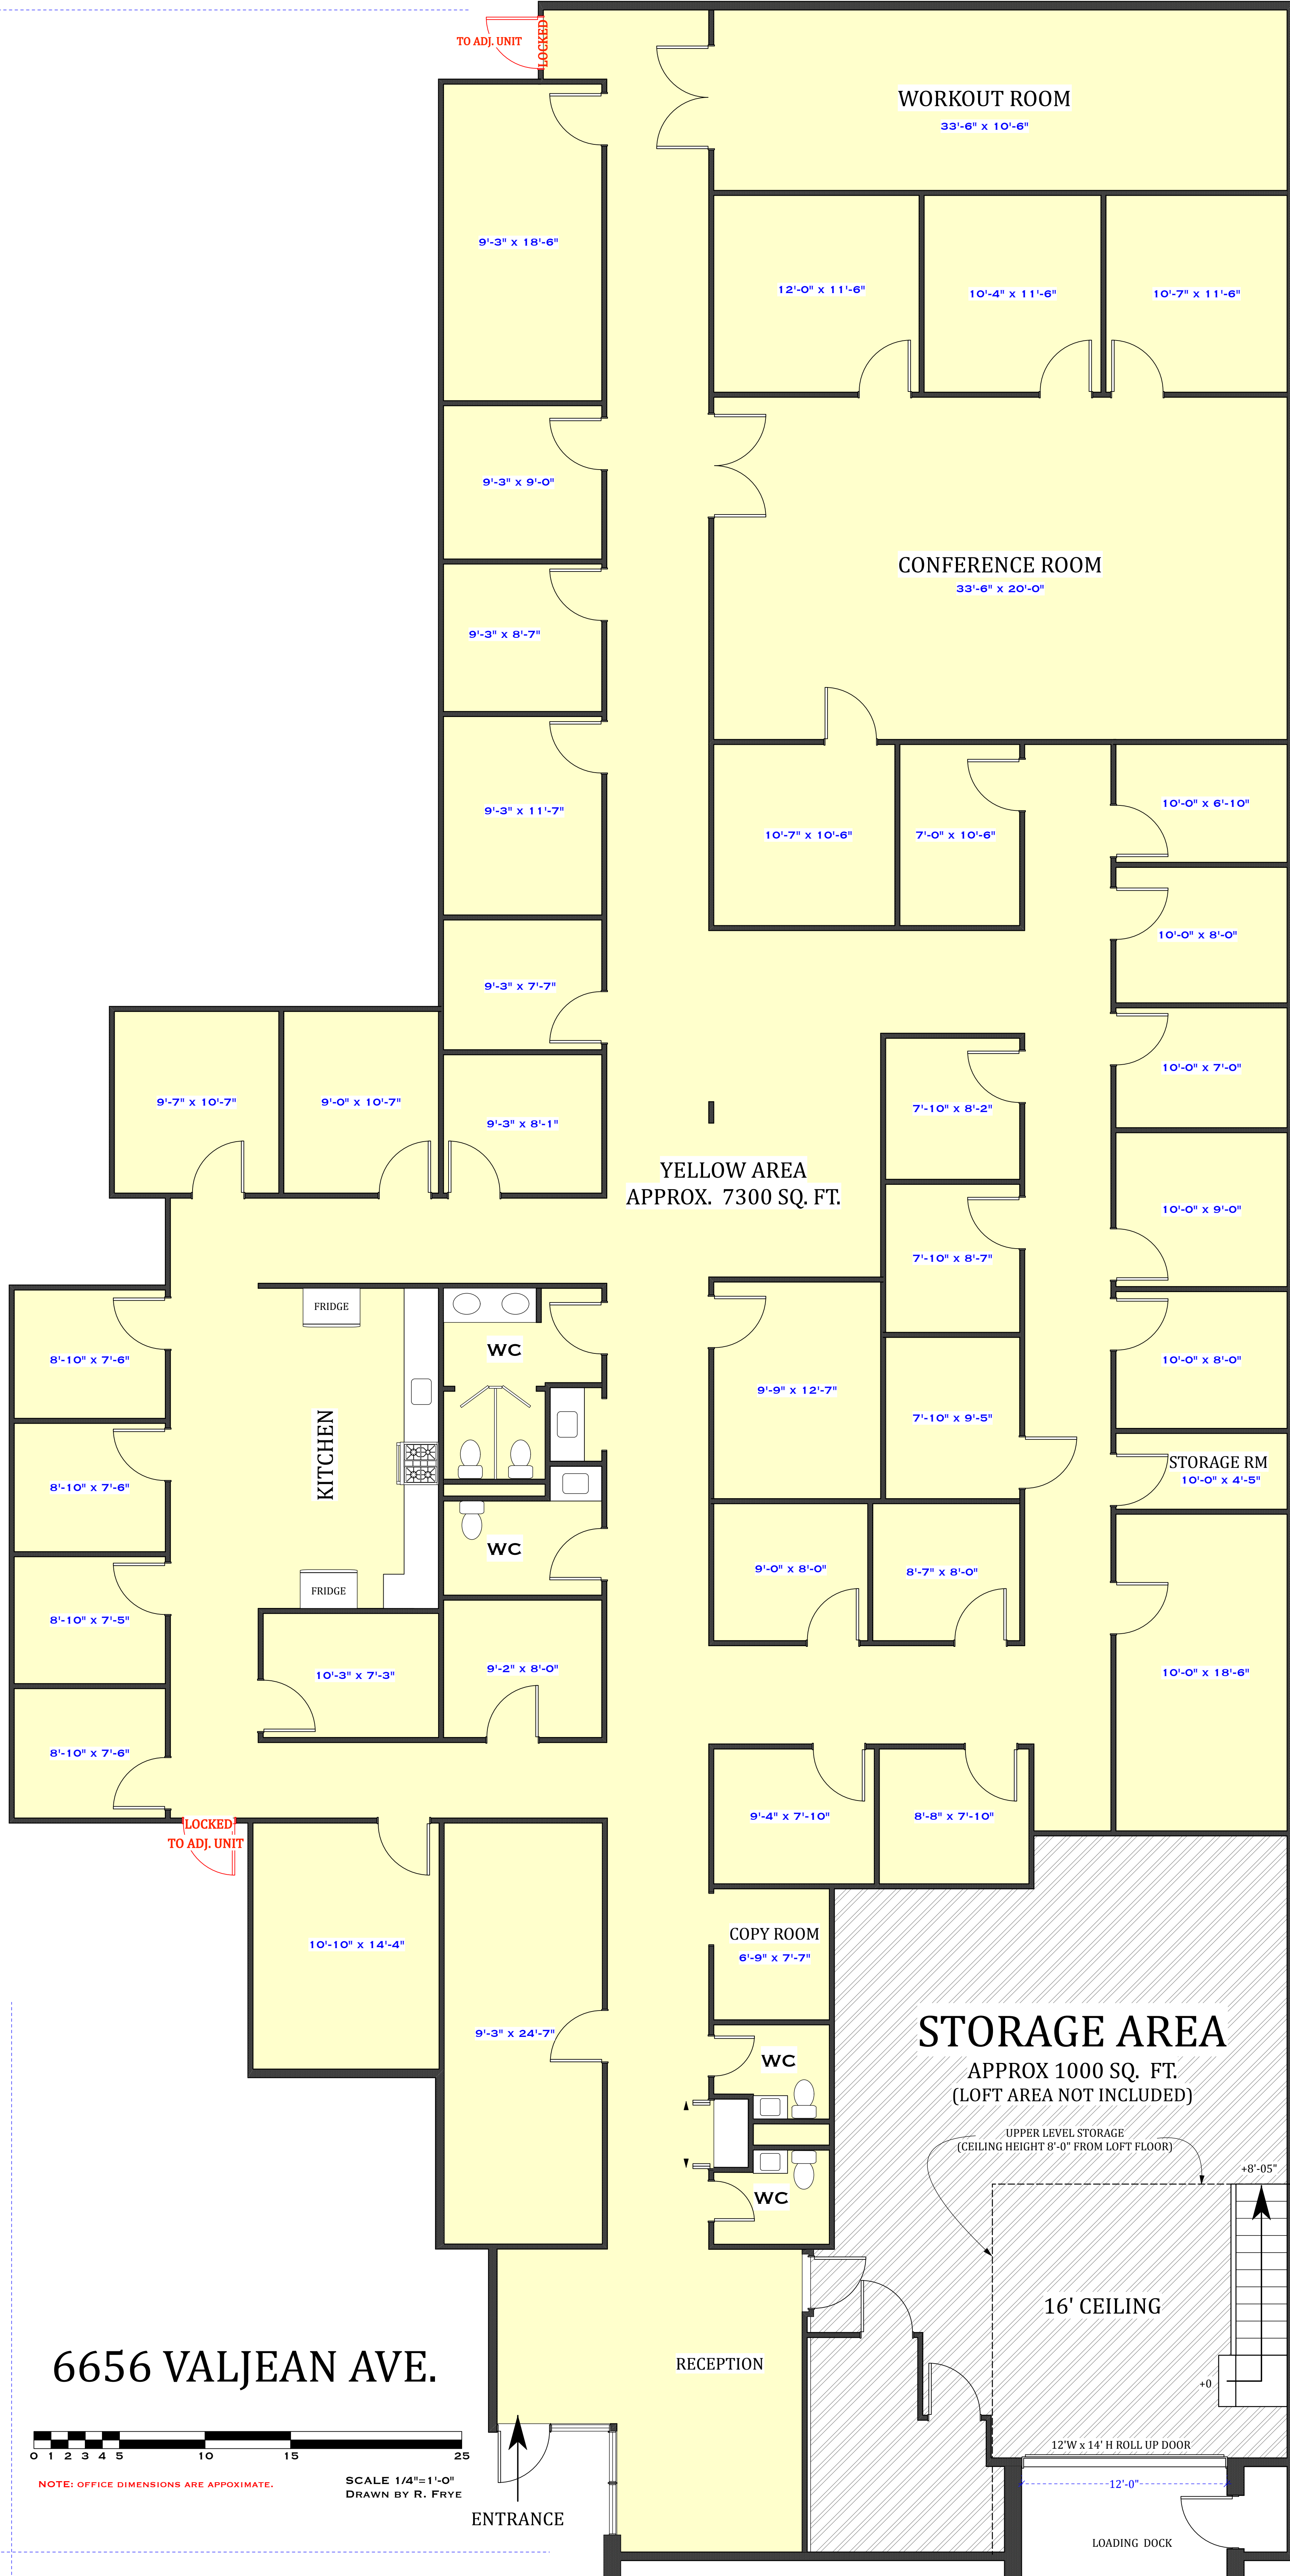 TO ADJ. UNIT
LOCKED
WORKOUT ROOM
33'-6" x 10'-6"
9'-3" x 18'-6"
12'-0" x 11'-6"
10'-4" x 11'-6"
10'-7" x 11'-6"
9'-3" x 9'-0"
CONFERENCE ROOM
33'-6" x 20'-0"
9'-3" x 8'-7"
9'-3" x 11'-7"
10'-7" x 10'-6"
7'-0" x 10'-6"
10'-0" x 6'-10"
10'-0" x 8'-0"
9'-3" x 7'-7"
10'-0" x 7'-0"
9'-7" x 10'-7"
9'-0" x 10'-7"
9'-3" x 8'-1"
7'-10" x 8'-2"
YELLOW AREA
APPROX. 7300 SQ. FT.
10'-0" x 9'-0"
7'-10" x 8'-7"
FRIDGE
WC
8'-10" x 7'-6"
10'-0" x 8'-0"
9'-9" x 12'-7"
7'-10" x 9'-5"
KITCHEN
STORAGE RM
10'-0" x 4'-5"
8'-10" x 7'-6"
WC
9'-0" x 8'-0"
8'-7" x 8'-0"
FRIDGE
8'-10" x 7'-5"
10'-3" x 7'-3"
9'-2" x 8'-0"
10'-0" x 18'-6"
8'-10" x 7'-6"
LOCKED
TO ADJ. UNIT
9'-4" x 7'-10"
8'-8" x 7'-10"
10'-10" x 14'-4"
COPY ROOM
6'-9" x 7'-7"
9'-3" x 24'-7"
WC
STORAGE AREA
APPROX 1000 SQ. FT.
(LOFT AREA NOT INCLUDED)
UPPER LEVEL STORAGE
(CEILING HEIGHT 8'-0" FROM LOFT FLOOR)
+8'-05"
WC
16' CEILING
RECEPTION
6656 VALJEAN AVE.
+0
12'W x 14' H ROLL UP DOOR
0 1 2 3 4 5 10 15 25
NOTE: OFFICE DIMENSIONS ARE APPOXIMATE.
SCALE 1/4"=1'-0"
DRAWN BY R. FRYE
ENTRANCE
12'-0"
LOADING DOCK